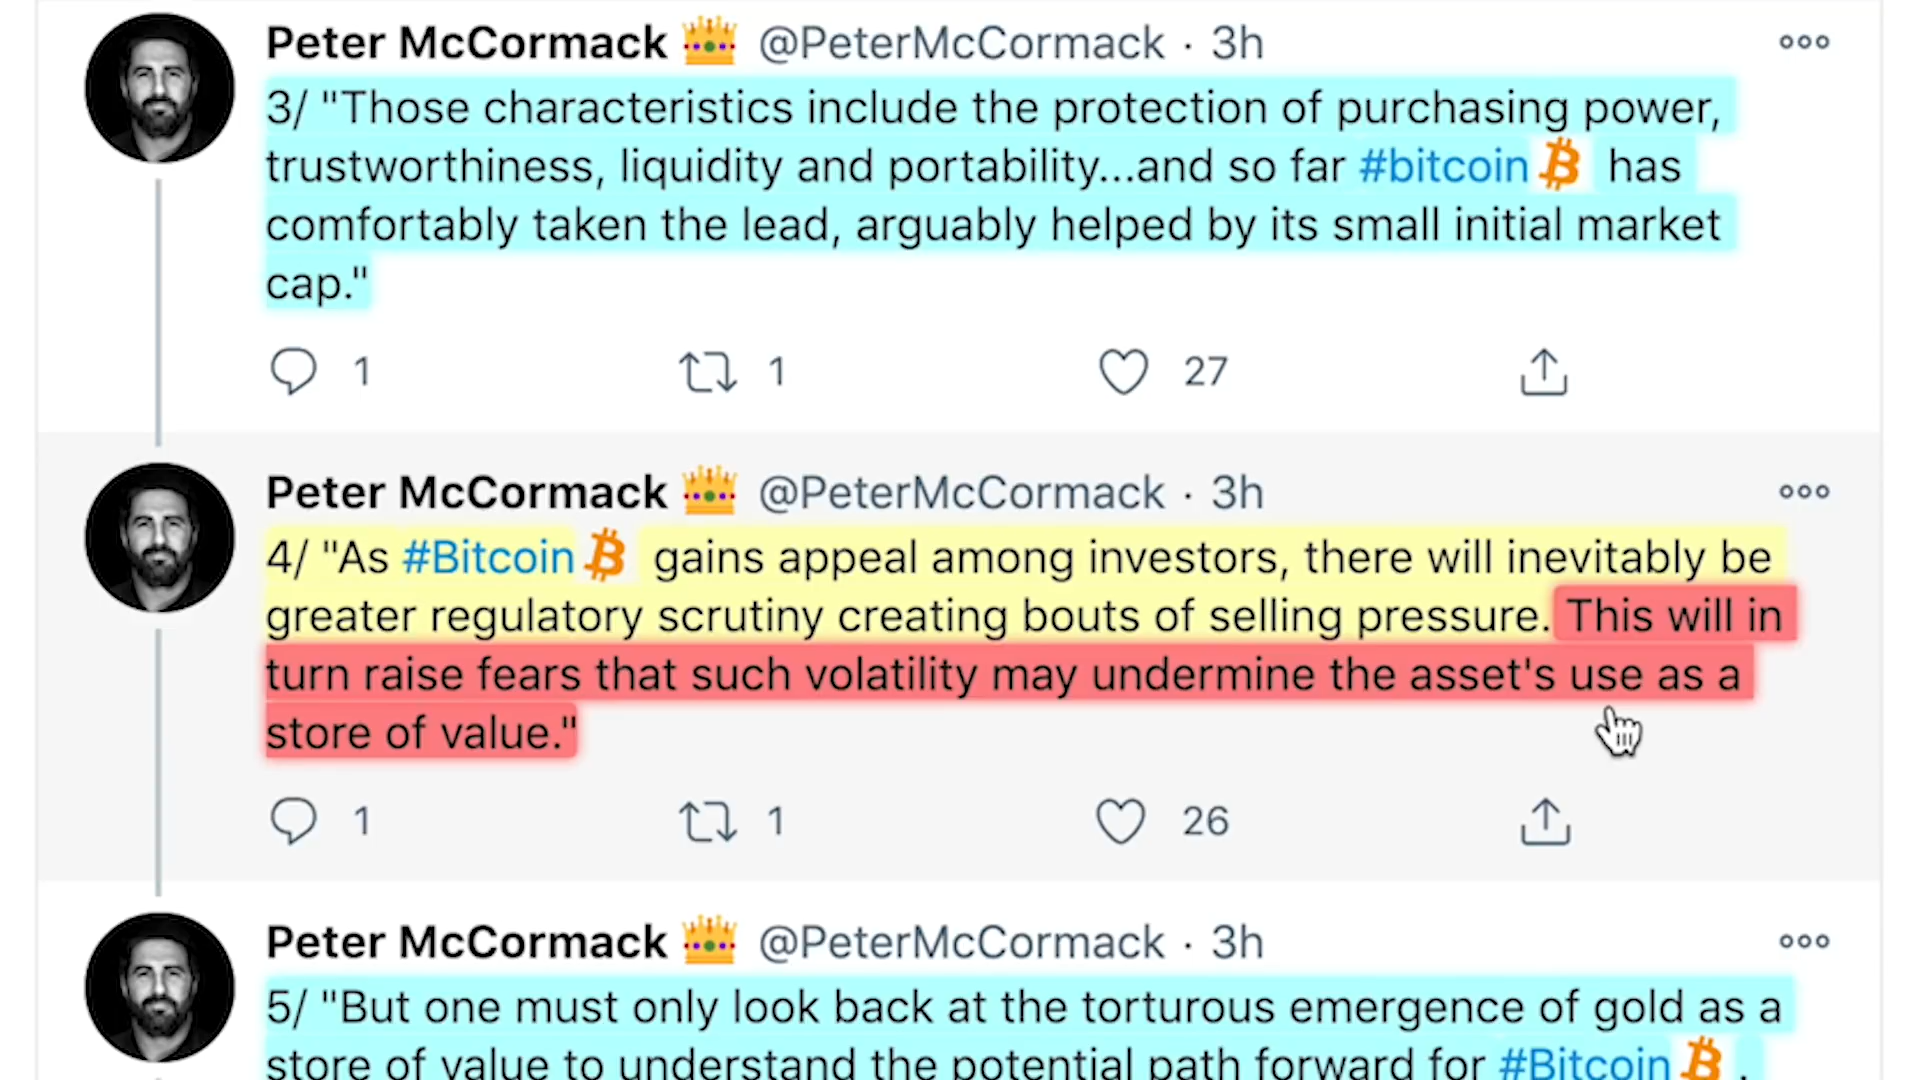 Peter McCormack 👑 @PeterMcCormack · 3h
3/ "Those characteristics include the protection of purchasing power,
trustworthiness, liquidity and portability...and so far #bitcoin₿ has
comfortably taken the lead, arguably helped by its small initial market
cap."
1 1 27
Peter McCormack 👑 @PeterMcCormack · 3h
4/ "As #Bitcoin₿ gains appeal among investors, there will inevitably be
greater regulatory scrutiny creating bouts of selling pressure. This will in
turn raise fears that such volatility may undermine the asset's use as a
store of value."
1 1 26
Peter McCormack 👑 @PeterMcCormack · 3h
5/ "But one must only look back at the torturous emergence of gold as a
store of value to understand the potential path forward for #Bitcoin₿.